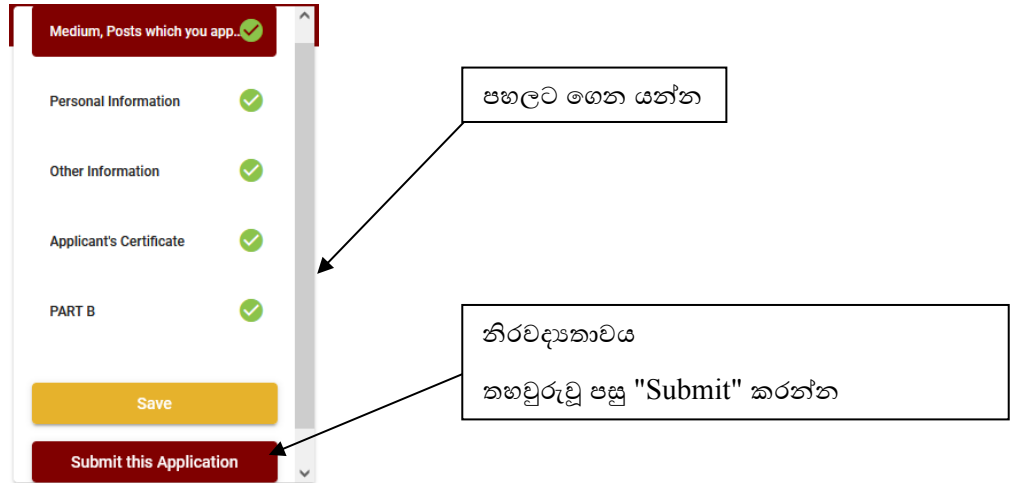 Medium, Posts which you app..
Personal Information
Other Information
Applicant's Certificate
PART B
Save
Submit this Application
පහලට ගෙන යන්න
නිරවද්‍යතාවය
තහවුරුවූ පසු "Submit" කරන්න